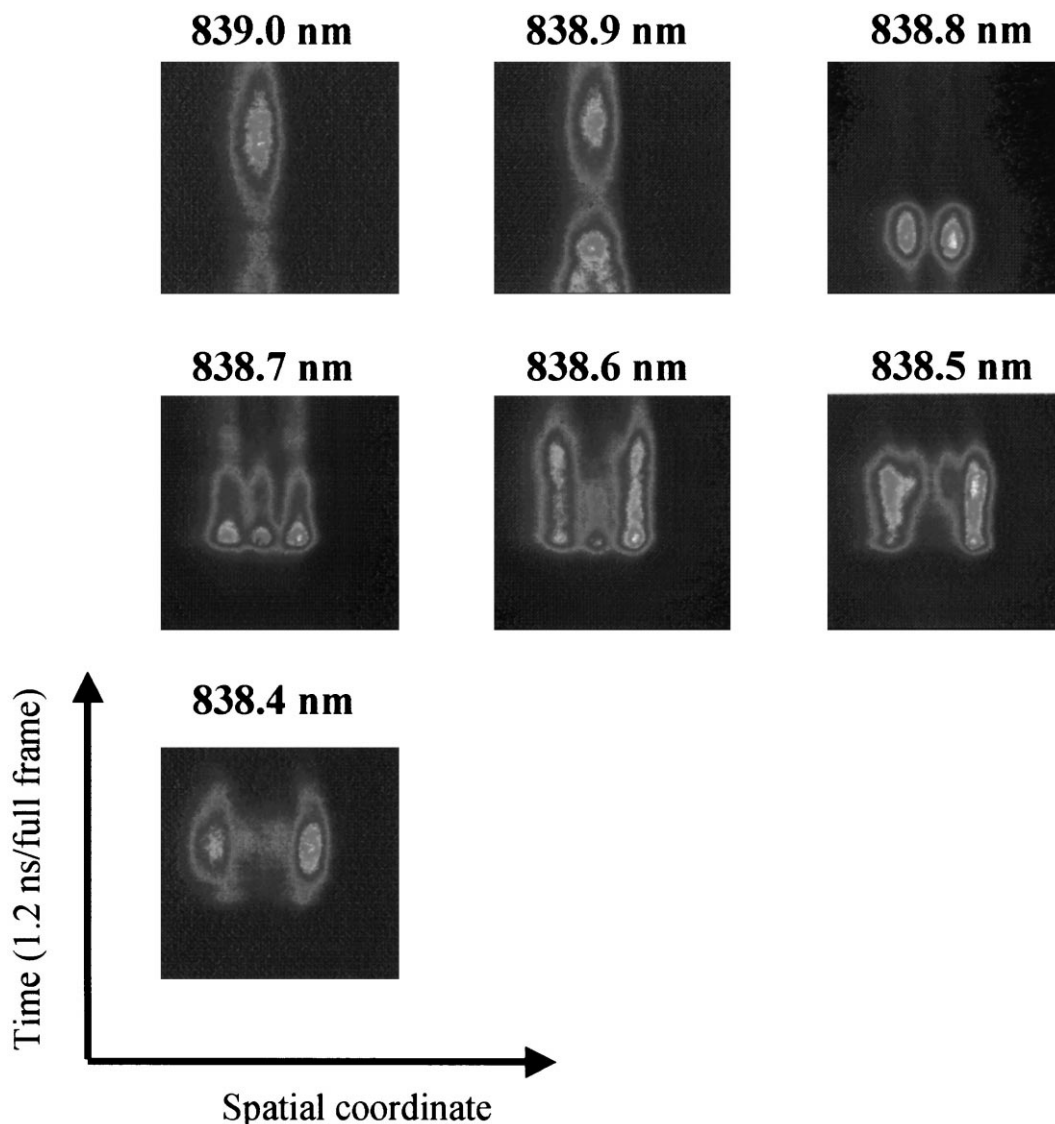 839.0 nm
838.9 nm
838.8 nm
838.7 nm
838.6 nm
838.5 nm
838.4 nm
Time (1.2 ns/full frame)
Spatial coordinate